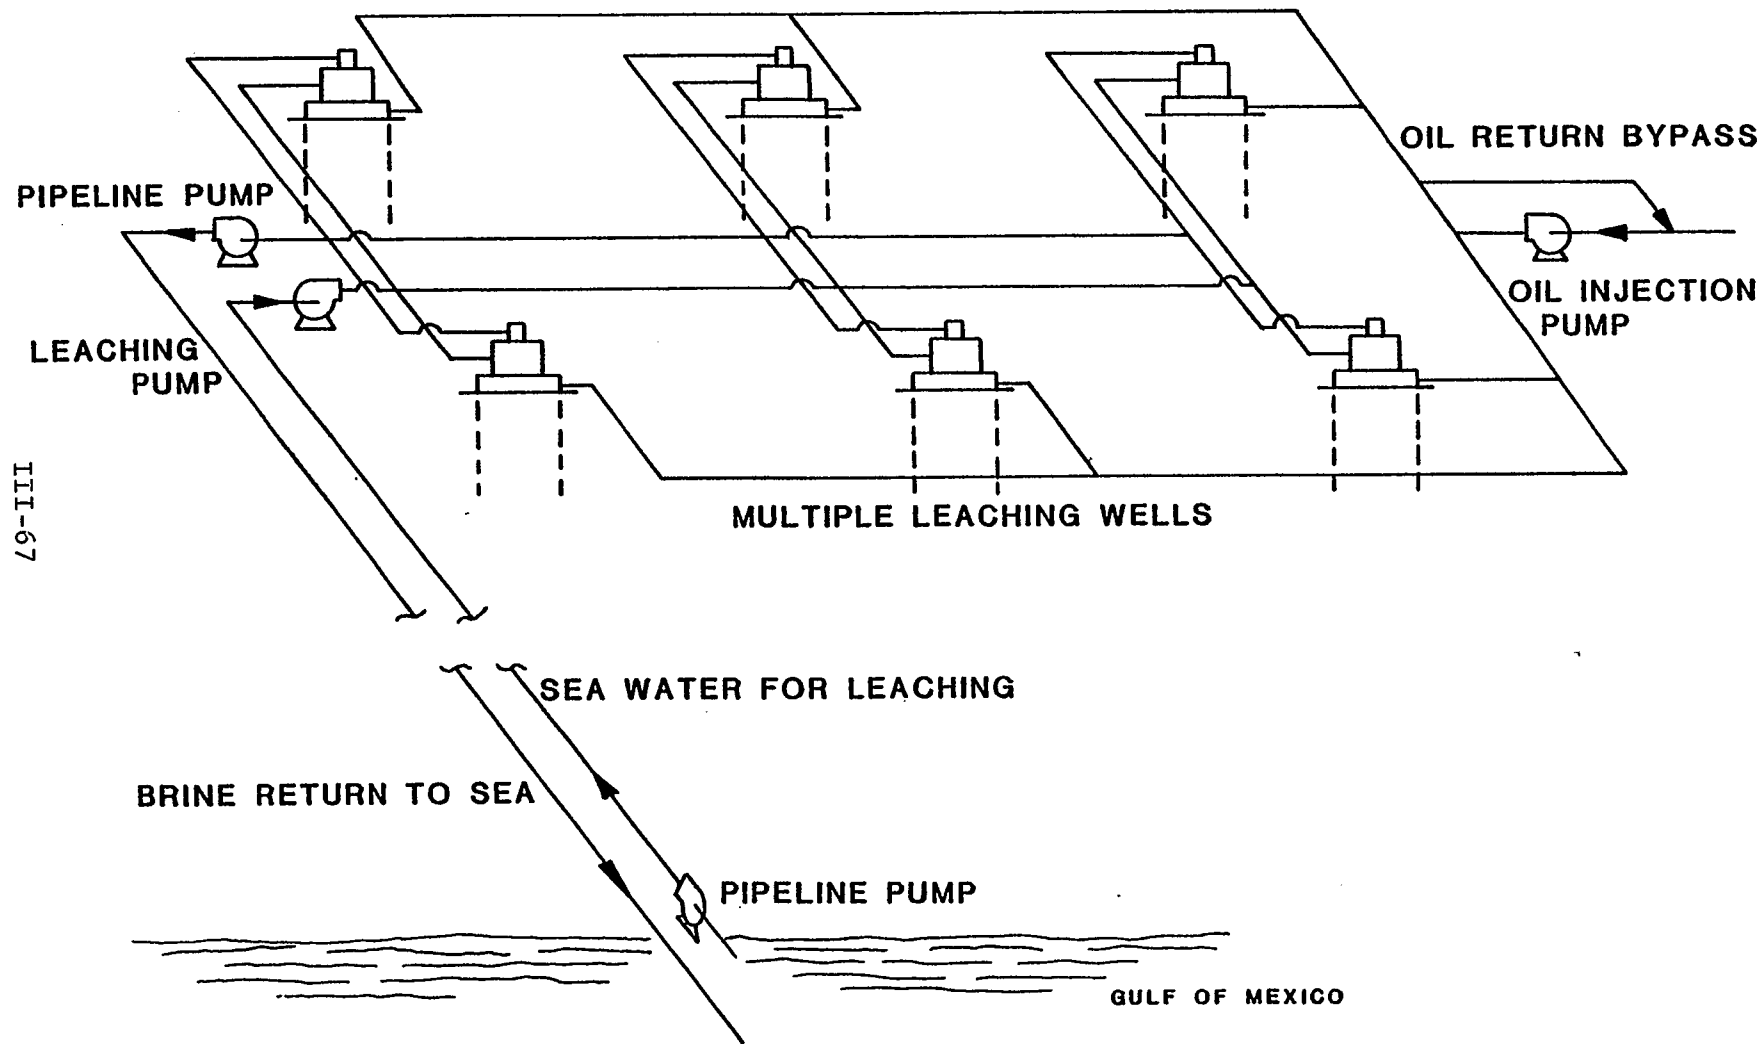 OIL RETURN BYPASS
PIPELINE PUMP
OIL INJECTION
PUMP
LEACHING
PUMP
III-67
MULTIPLE LEACHING WELLS
SEA WATER FOR LEACHING
BRINE RETURN TO SEA
PIPELINE PUMP
GULF OF MEXICO